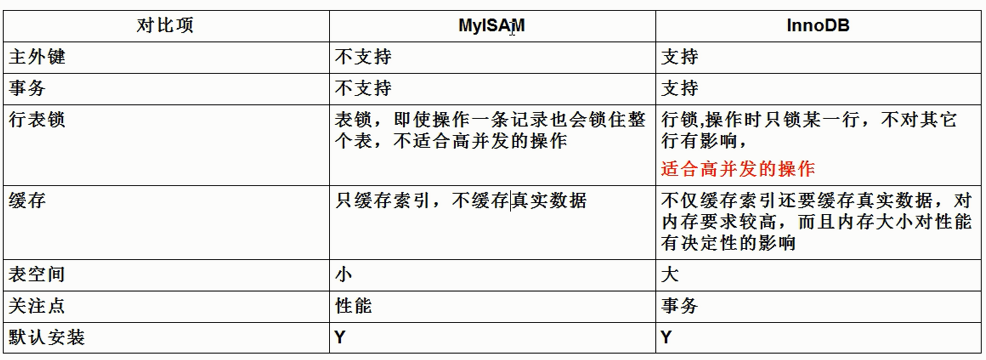 对比项 MyISAM InnoDB
主外键 不支持 支持
事务 不支持 支持
行表锁 表锁，即使操作一条记录也会锁住整 行锁,操作时只锁某一行，不对其它
个表，不适合高并发的操作 行有影响，
适合高并发的操作
缓存 只缓存索引，不缓存真实数据 不仅缓存索引还要缓存真实数据，对
内存要求较高，而且内存大小对性能
有决定性的影响
表空间 小 大
关注点 性能 事务
默认安装 Y Y